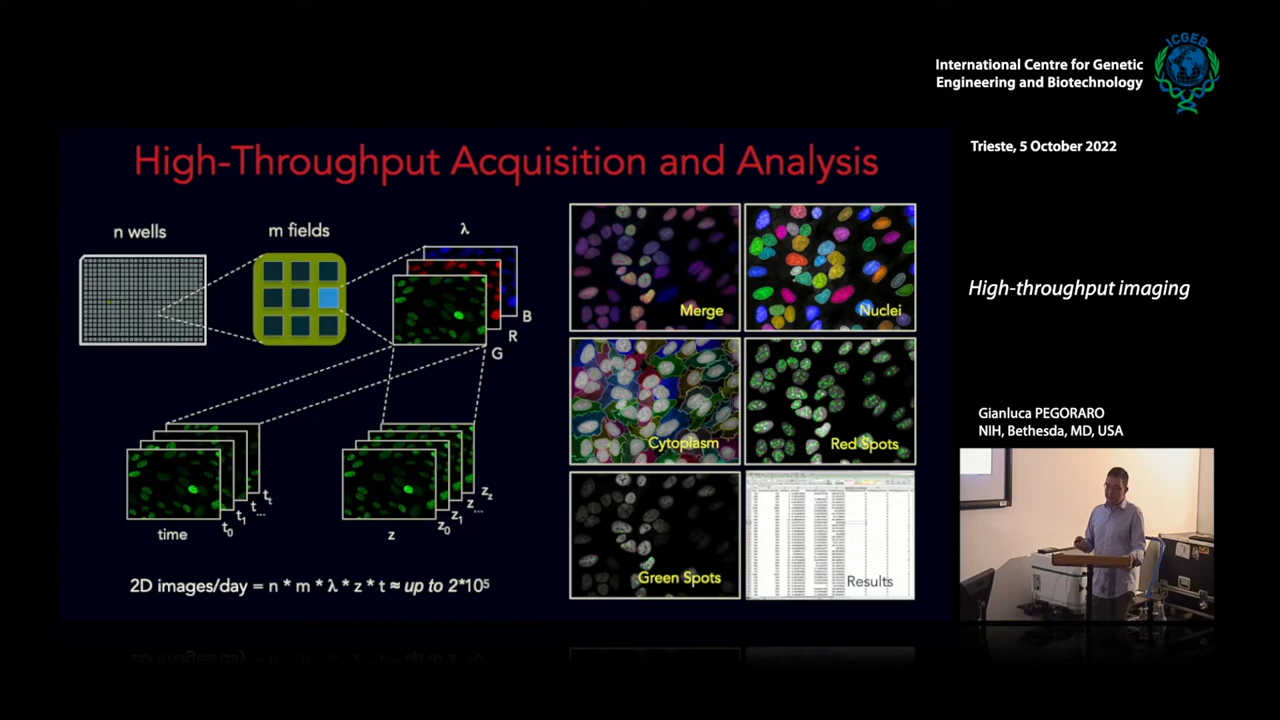 ICGEB
International Centre for Genetic
Engineering and Biotechnology
Trieste, 5 October 2022
High-Throughput Acquisition and Analysis
n wells
m fields
λ
B
R
G
time
t0
t1
t...
tt
z
z0
z1
z...
zz
2D images/day = n * m * λ * z * t ≈ up to 2*10⁵
Merge
Nuclei
Cytoplasm
Red Spots
Green Spots
Results
High-throughput imaging
Gianluca PEGORARO
NIH, Bethesda, MD, USA